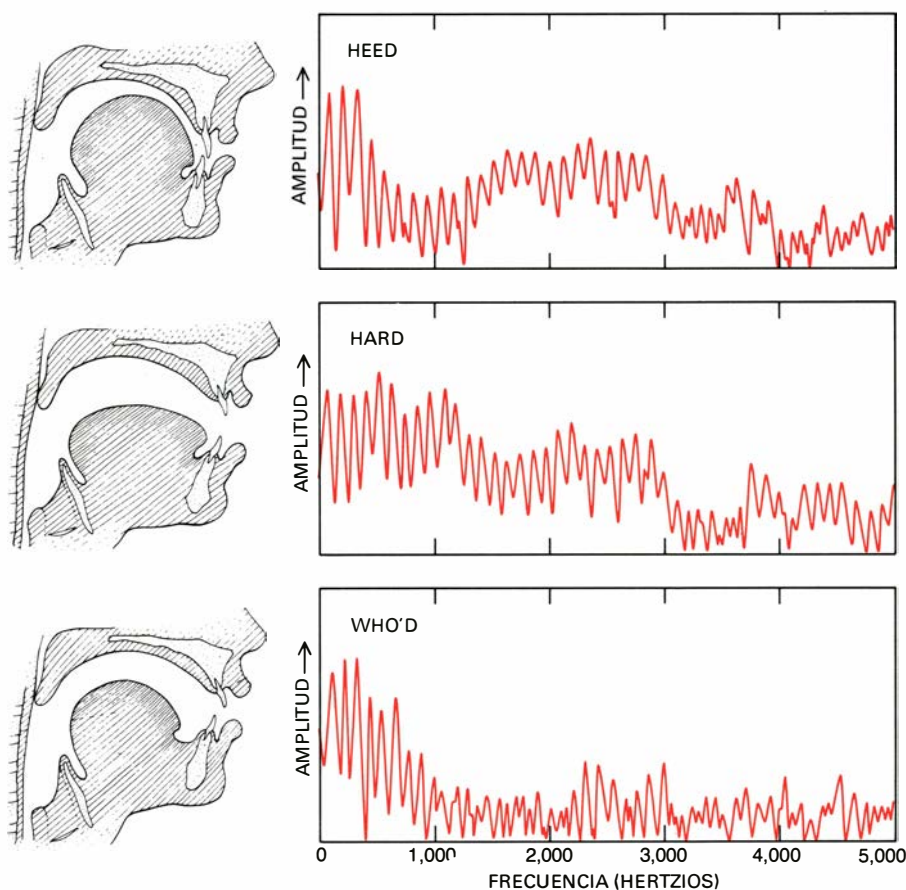 HEED
AMPLITUD
HARD
AMPLITUD
WHO'D
AMPLITUD
0 1,000 2,000 3,000 4,000 5,000
FRECUENCIA (HERTZIOS)